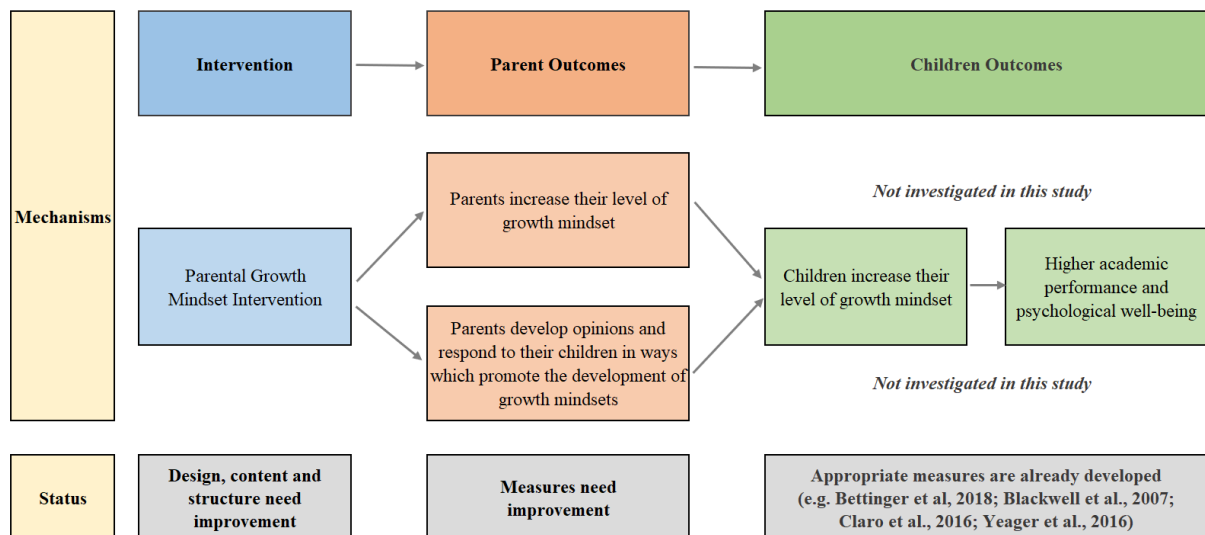 Intervention
Parent Outcomes
Children Outcomes
Mechanisms
Parental Growth
Mindset Intervention
Parents increase their level of
growth mindset
Parents develop opinions and
respond to their children in ways
which promote the development of
growth mindsets
Not investigated in this study
Children increase their
level of growth mindset
Higher academic
performance and
psychological well-being
Not investigated in this study
Status
Design, content and
structure need
improvement
Measures need
improvement
Appropriate measures are already developed
(e.g. Bettinger et al, 2018; Blackwell et al., 2007;
Claro et al., 2016; Yeager et al., 2016)